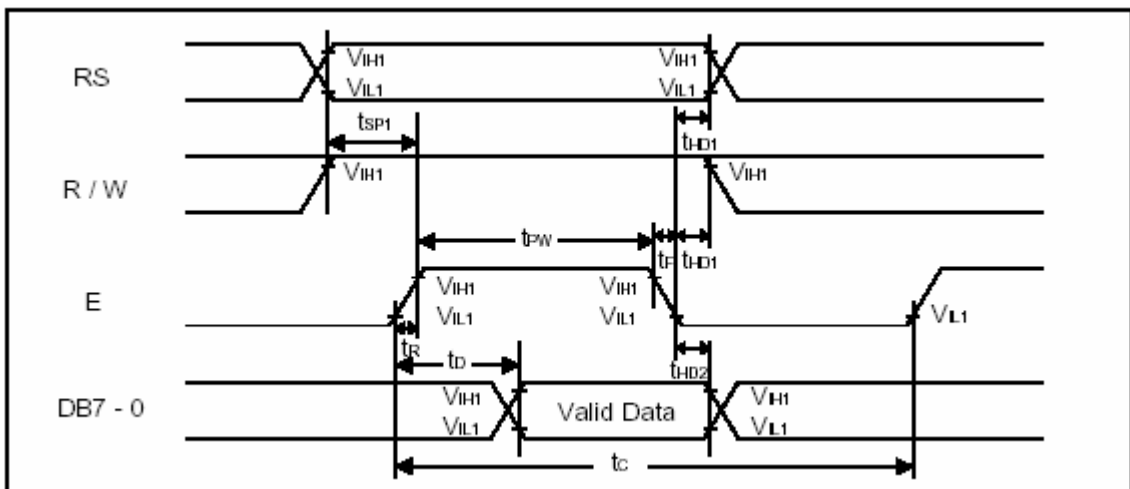 RS
VIH1 VIH1
VIL1 VIL1
tSP1 tHD1
R / W
VIH1 VIH1
tPW tF tHD1
E
VIH1 VIH1
VIL1 VIL1 VIL1
tR tD tHD2
DB7 - 0
VIH1 Valid Data VIH1
VIL1 VIL1
tC